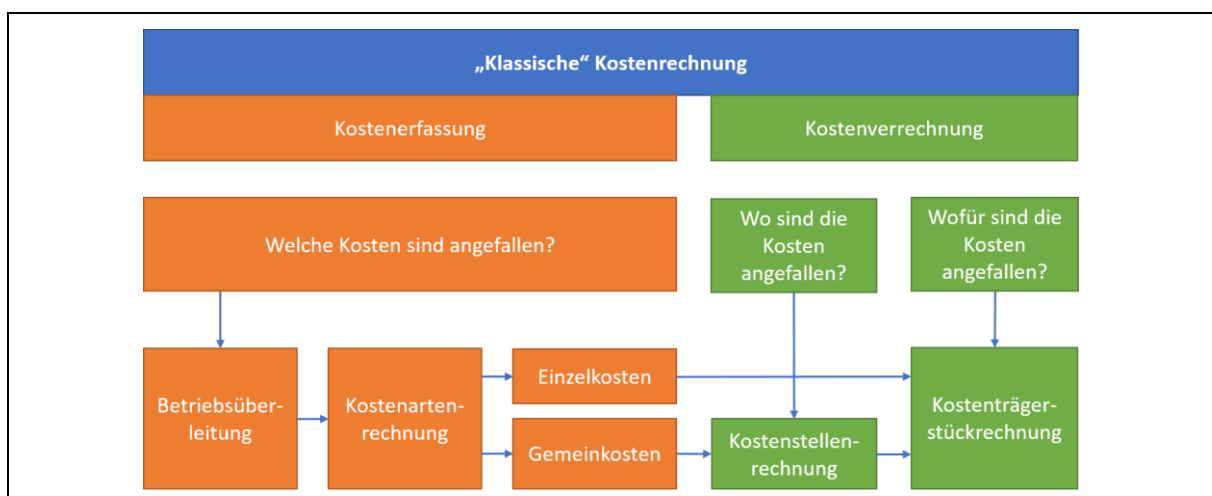 „Klassische“ Kostenrechnung
Kostenerfassung
Kostenverrechnung
Welche Kosten sind angefallen?
Wo sind die
Kosten
angefallen?
Wofür sind die
Kosten
angefallen?
Betriebsüber-
leitung
Kostenarten-
rechnung
Einzelkosten
Gemeinkosten
Kostenstellen-
rechnung
Kostenträger-
stückrechnung